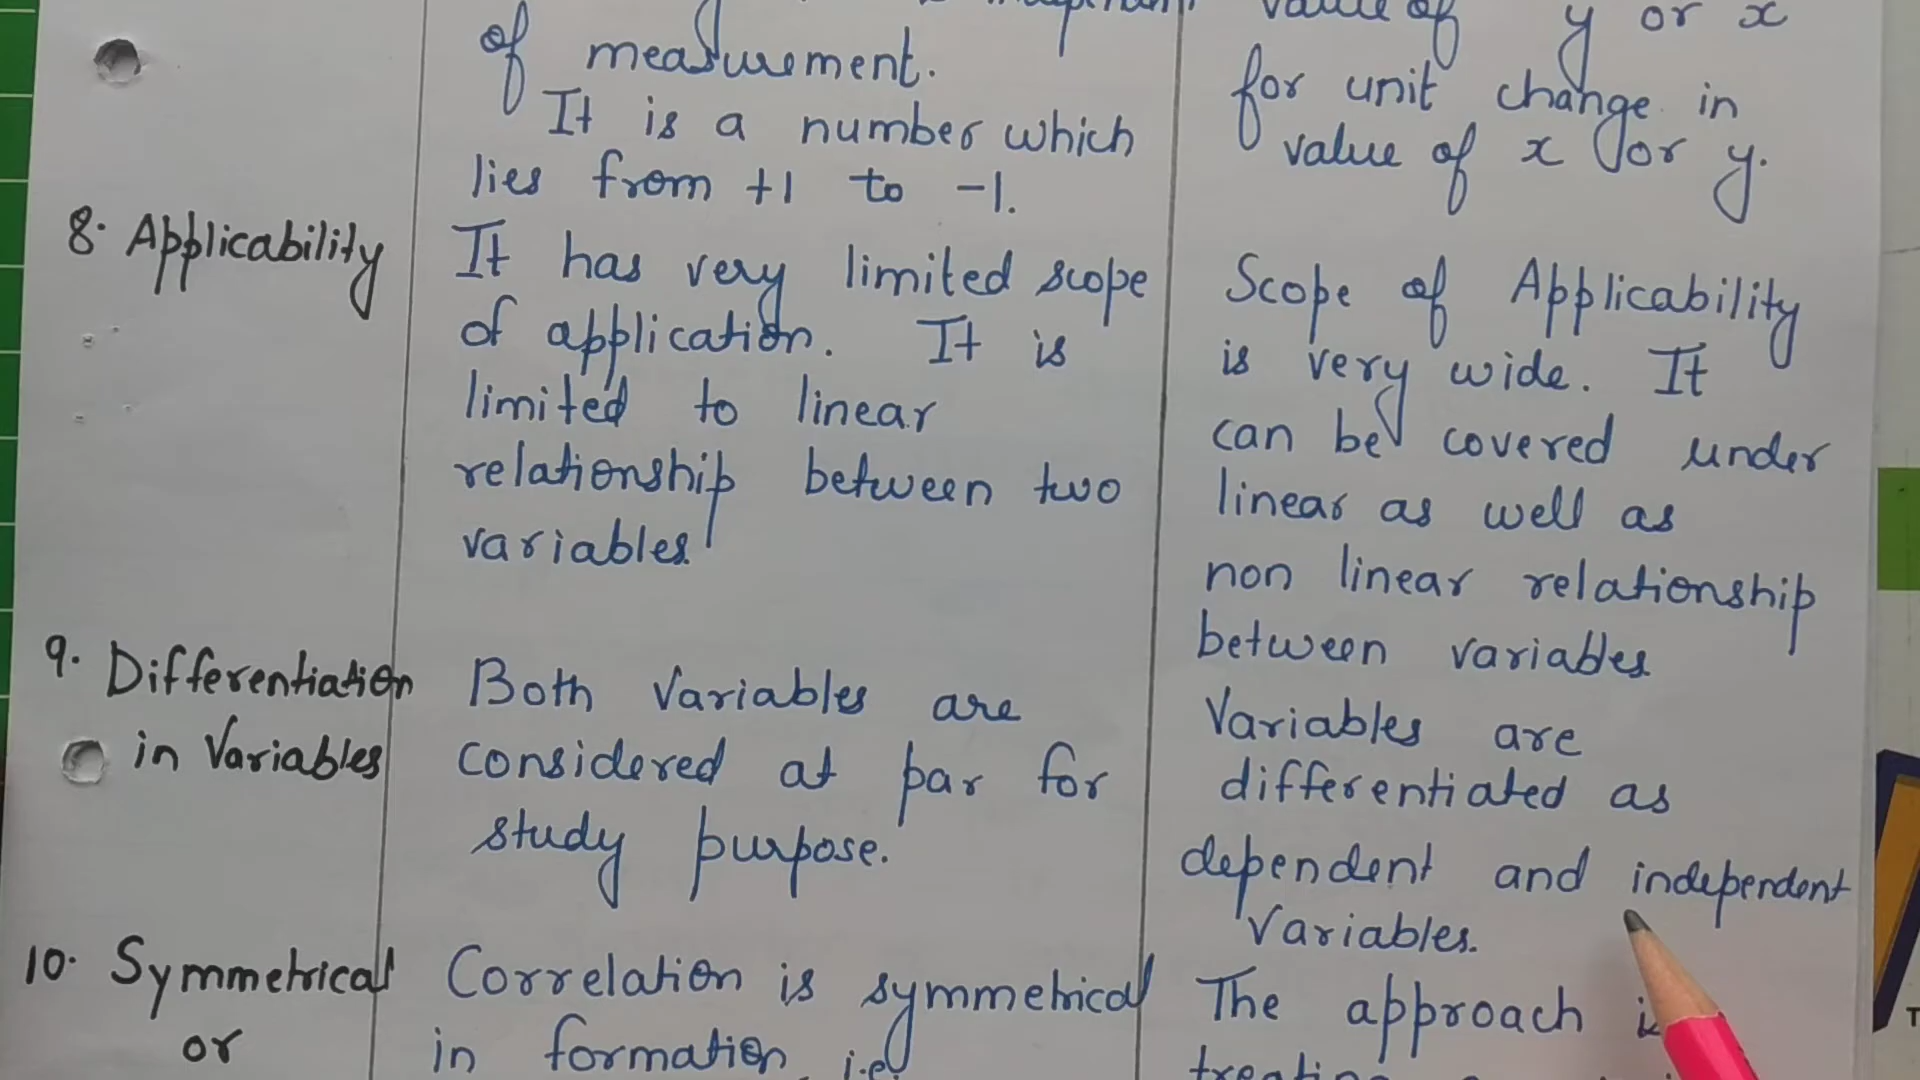 of measurement.
It is a number which
lies from +1 to -1.
value of y or x
for unit change in
value of x or y.
8. Applicability
It has very limited scope
of application. It is
limited to linear
relationship between two
variables.
Scope of Applicability
is very wide. It
can be covered under
linear as well as
non linear relationship
between variables.
9. Differentiation
in Variables
Both Variables are
considered at par for
study purpose.
Variables are
differentiated as
dependent and independent
Variables.
10. Symmetrical
or
Correlation is symmetrical
in formation, i.e.
The approach